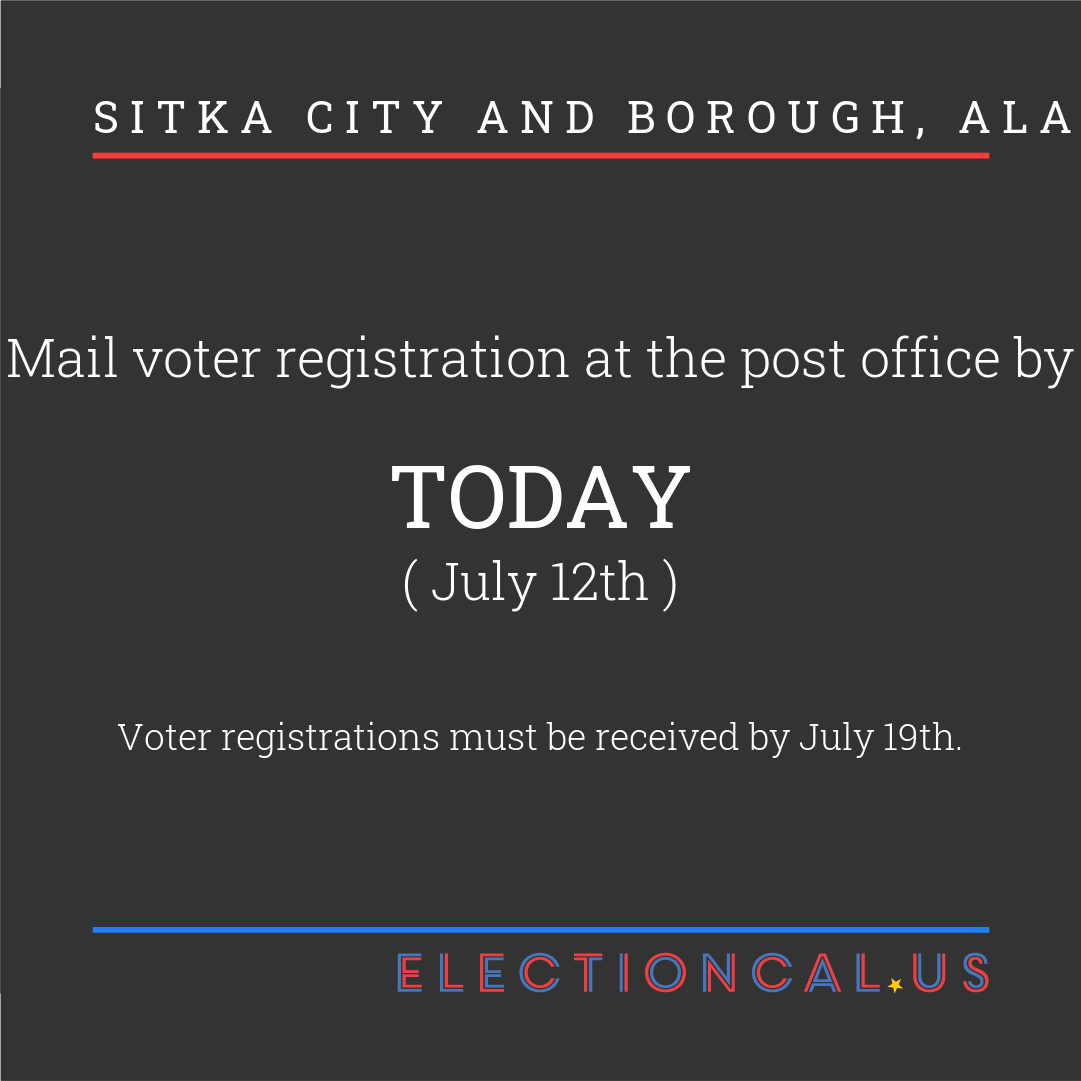 SITKA CITY AND BOROUGH, ALA
Mail voter registration at the post office by
TODAY
( July 12th )
Voter registrations must be received by July 19th.
ELECTIONCAL.US